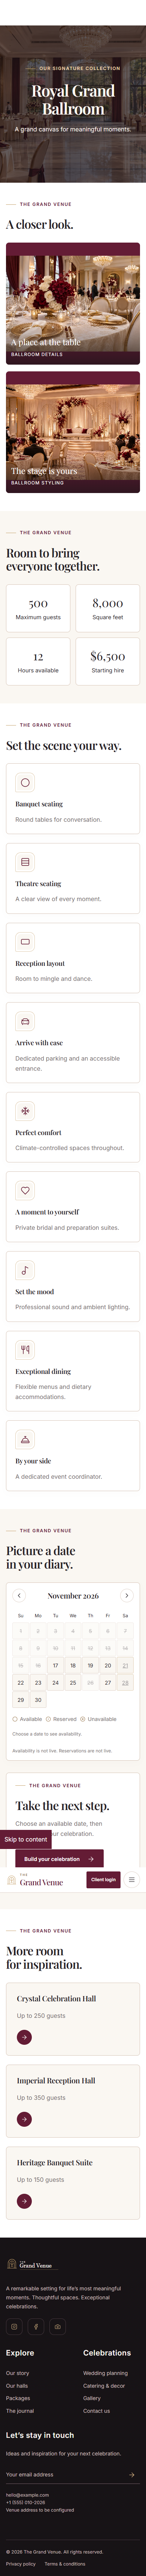 OUR SIGNATURE COLLECTION
Royal Grand
Ballroom
A grand canvas for meaningful moments.
THE GRAND VENUE
A closer look.
A place at the table
BALLROOM DETAILS
The stage is yours
BALLROOM STYLING
THE GRAND VENUE
Room to bring
everyone together.
500
Maximum guests
8,000
Square feet
12
Hours available
$6,500
Starting hire
THE GRAND VENUE
Set the scene your way.
Banquet seating
Round tables for conversation.
Theatre seating
A clear view of every moment.
Reception layout
Room to mingle and dance.
Arrive with ease
Dedicated parking and an accessible
entrance.
Perfect comfort
Climate-controlled spaces throughout.
A moment to yourself
Private bridal and preparation suites.
Set the mood
Professional sound and ambient lighting.
Exceptional dining
Flexible menus and dietary
accommodations.
By your side
A dedicated event coordinator.
THE GRAND VENUE
Picture a date
in your diary.
November 2026
Su Mo Tu We Th Fr Sa
1 2 3 4 5 6 7
8 9 10 11 12 13 14
15 16 17 18 19 20 21
22 23 24 25 26 27 28
29 30
Available Reserved Unavailable
Choose a date to see availability.
Availability is not live. Reservations are not live.
THE GRAND VENUE
Take the next step.
Choose an available date, then
your celebration.
Skip to content
Build your celebration
THE
Grand Venue
Client login
THE GRAND VENUE
More room
for inspiration.
Crystal Celebration Hall
Up to 250 guests
Imperial Reception Hall
Up to 350 guests
Heritage Banquet Suite
Up to 150 guests
THE
Grand Venue
A remarkable setting for life's most meaningful
moments. Thoughtful spaces. Exceptional
celebrations.
Explore
Our story
Our halls
Packages
The journal
Celebrations
Wedding planning
Catering & decor
Gallery
Contact us
Let's stay in touch
Ideas and inspiration for your next celebration.
Your email address
hello@example.com
+1 (555) 010-2026
Venue address to be configured
© 2026 The Grand Venue. All rights reserved.
Privacy policy Terms & conditions